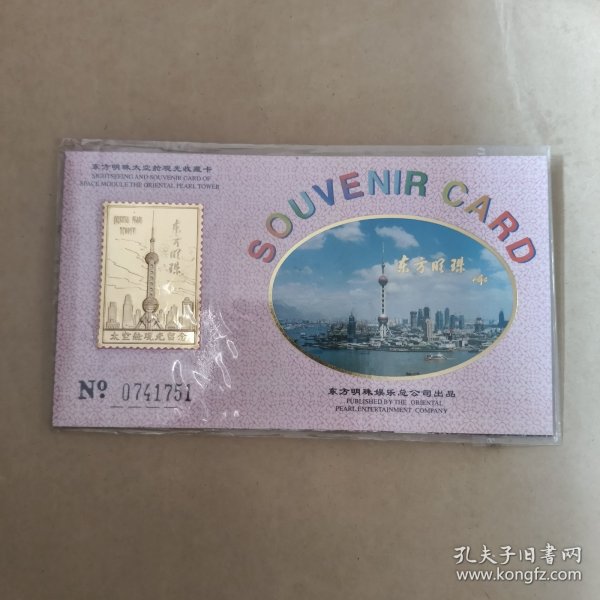 东方明珠太空舱观光收藏卡
SIGHTSEEING AND SOUVENIR CARD OF
SPACE MODULE THE ORIENTAL PEARL TOWER
ORIENTAL PEARL
TOWER
东方明珠
太空舱观光留念
Nº 0741751
SOUVENIR CARD
东方明珠
东方明珠娱乐总公司出品
PUBLISHED BY THE ORIENTAL
PEARL ENTERTAINMENT COMPANY
孔夫子旧书网
www.kongfz.com